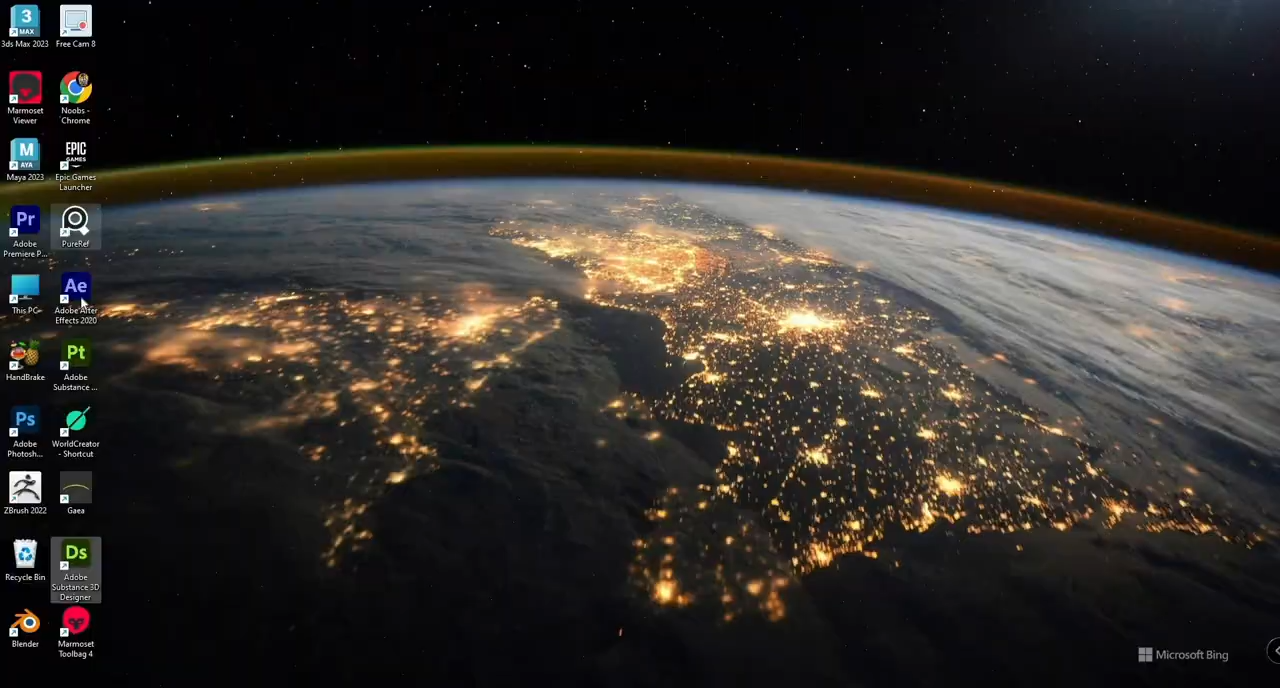 3
MAX
3ds Max 2023
Free Cam 8
Marmoset
Viewer
Noobs -
Chrome
M
AYA
Maya 2023
EPIC
GAMES
Epic Games
Launcher
Pr
Adobe
Premiere P...
PureRef
This PC
Ae
Adobe After
Effects 2020
HandBrake
Pt
Adobe
Substance ...
Ps
Adobe
Photosh...
WorldCreator
- Shortcut
ZBrush 2022
Gaea
Recycle Bin
Ds
Adobe
Substance 3D
Designer
Blender
Marmoset
Toolbag 4
Microsoft Bing